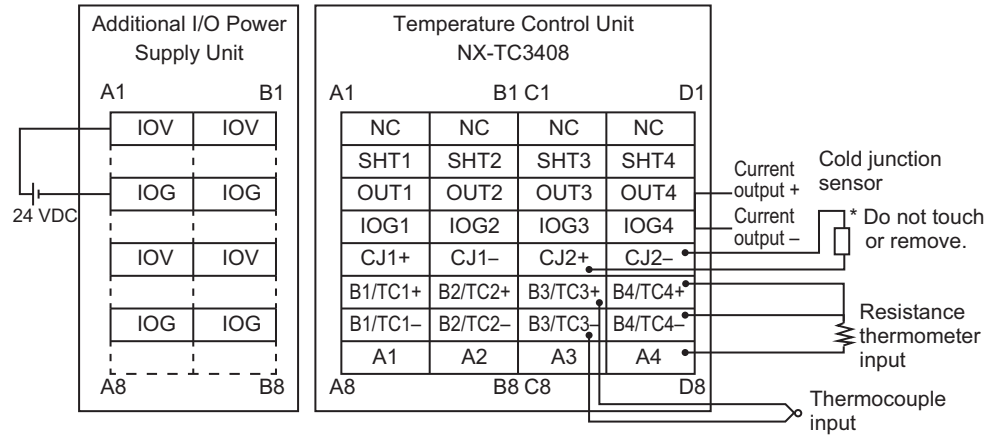 Additional I/O Power
Supply Unit
A1 B1
IOV IOV
IOG IOG
IOV IOV
IOG IOG
A8 B8
24 VDC
Temperature Control Unit
NX-TC3408
A1 B1 C1 D1
NC NC NC NC
SHT1 SHT2 SHT3 SHT4
OUT1 OUT2 OUT3 OUT4
IOG1 IOG2 IOG3 IOG4
CJ1+ CJ1– CJ2+ CJ2–
B1/TC1+ B2/TC2+ B3/TC3+ B4/TC4+
B1/TC1– B2/TC2– B3/TC3– B4/TC4–
A1 A2 A3 A4
A8 B8 C8 D8
Current
output +
Current
output –
Cold junction
sensor
* Do not touch
or remove.
Resistance
thermometer
input
Thermocouple
input